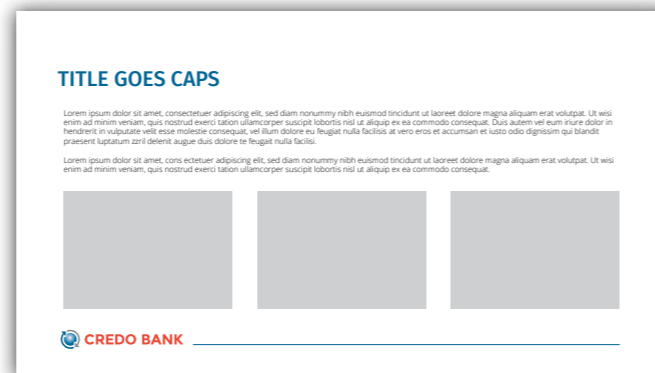 TITLE GOES CAPS
Lorem ipsum dolor sit amet, consectetuer adipiscing elit, sed diam nonummy nibh euismod tincidunt ut laoreet dolore magna aliquam erat volutpat. Ut wisi
enim ad minim veniam, quis nostrud exerci tation ullamcorper suscipit lobortis nisl ut aliquip ex ea commodo consequat. Duis autem vel eum iriure dolor in
hendrerit in vulputate velit esse molestie consequat, vel illum dolore eu feugiat nulla facilisis at vero eros et accumsan et iusto odio dignissim qui blandit
praesent luptatum zzril delenit augue duis dolore te feugait nulla facilisi.
Lorem ipsum dolor sit amet, cons ectetuer adipiscing elit, sed diam nonummy nibh euismod tincidunt ut laoreet dolore magna aliquam erat volutpat. Ut wisi
enim ad minim veniam, quis nostrud exerci tation ullamcorper suscipit lobortis nisl ut aliquip ex ea commodo consequat.
CREDO BANK